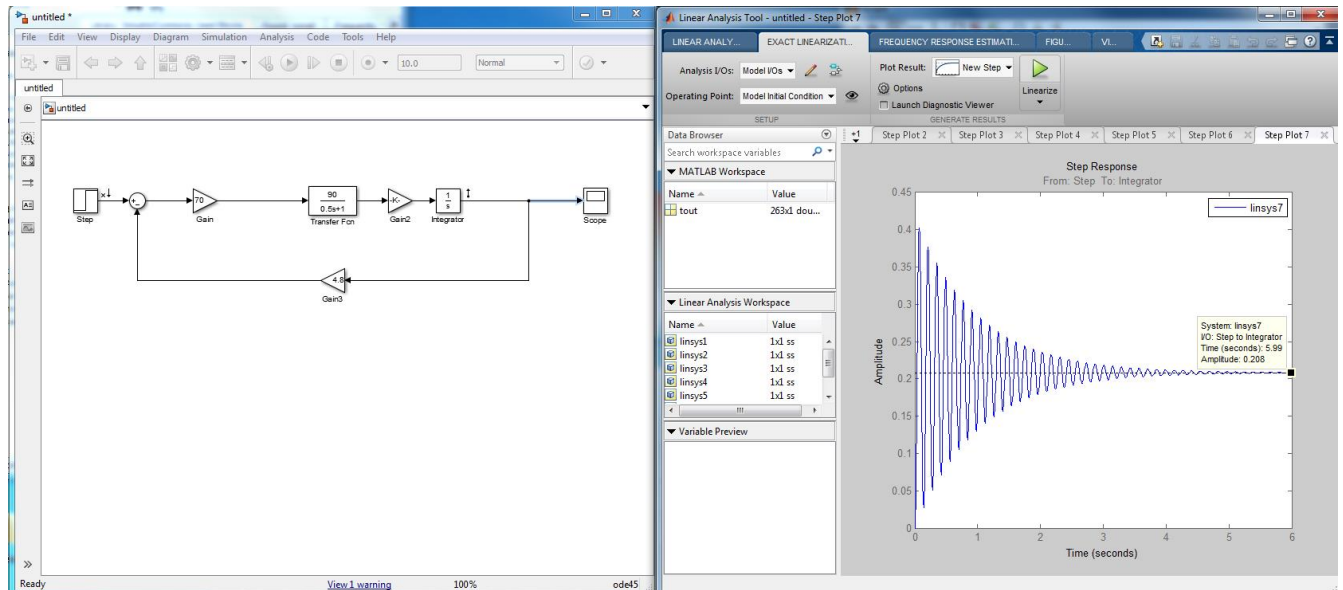 untitled *
File Edit View Display Diagram Simulation Analysis Code Tools Help
10.0
Normal
untitled
untitled
Step
+
-
70
Gain
90
0.5s+1
Transfer Fcn
-K-
Gain2
1
s
Integrator
Scope
4.8
Gain3
Ready
View 1 warning
100%
ode45
Linear Analysis Tool - untitled - Step Plot 7
LINEAR ANALY... EXACT LINEARIZATI... FREQUENCY RESPONSE ESTIMATI... FIGU... VI...
Analysis I/Os: Model I/Os
Operating Point: Model Initial Condition
SETUP
Plot Result: New Step
Options
Launch Diagnostic Viewer
Linearize
GENERATE RESULTS
Data Browser
Search workspace variables
MATLAB Workspace
Name Value
tout 263x1 dou...
Linear Analysis Workspace
Name Value
linsys1 1x1 ss
linsys2 1x1 ss
linsys3 1x1 ss
linsys4 1x1 ss
linsys5 1x1 ss
Variable Preview
+1
Step Plot 2 Step Plot 3 Step Plot 4 Step Plot 5 Step Plot 6 Step Plot 7
Step Response
From: Step To: Integrator
linsys7
System: linsys7
I/O: Step to Integrator
Time (seconds): 5.99
Amplitude: 0.208
Amplitude
0.45
0.4
0.35
0.3
0.25
0.2
0.15
0.1
0.05
0
0 1 2 3 4 5 6
Time (seconds)